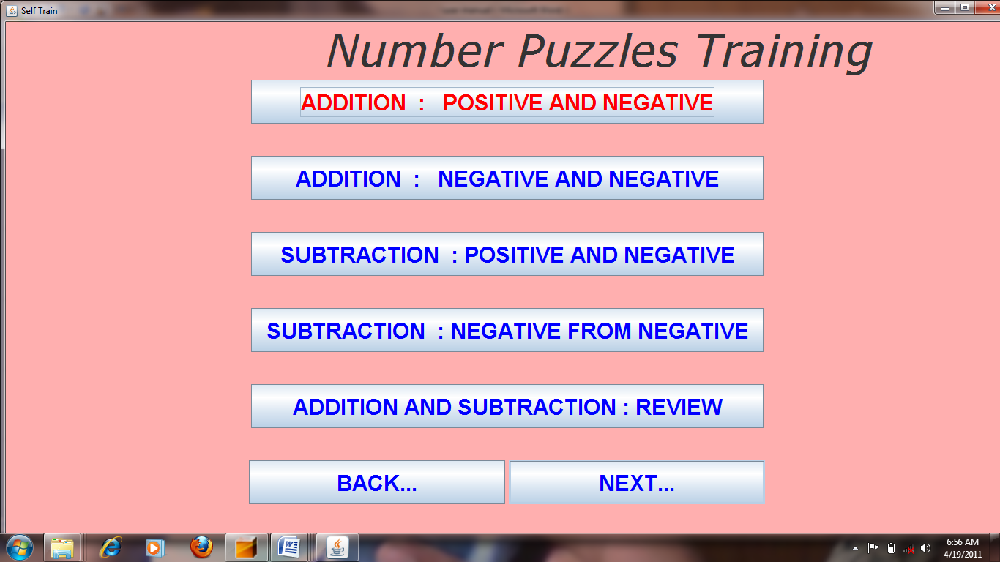 Self Train
Number Puzzles Training
ADDITION : POSITIVE AND NEGATIVE
ADDITION : NEGATIVE AND NEGATIVE
SUBTRACTION : POSITIVE AND NEGATIVE
SUBTRACTION : NEGATIVE FROM NEGATIVE
ADDITION AND SUBTRACTION : REVIEW
BACK... NEXT...
6:56 AM
4/19/2011